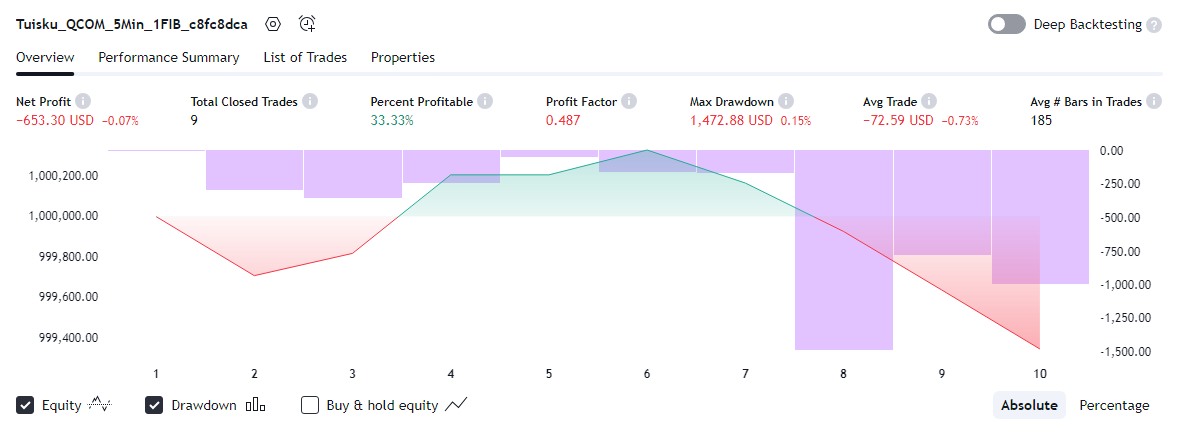 Tuisku_QCOM_5Min_1FIB_c8fc8dca
Deep Backtesting ?
Overview Performance Summary List of Trades Properties
Net Profit Total Closed Trades Percent Profitable Profit Factor Max Drawdown Avg Trade Avg # Bars in Trades
−653.30 USD −0.07% 9 33.33% 0.487 1,472.88 USD 0.15% −72.59 USD −0.73% 185
1,000,200.00
1,000,000.00
999,800.00
999,600.00
999,400.00
0.00
-250.00
-500.00
-750.00
-1,000.00
-1,250.00
-1,500.00
1 2 3 4 5 6 7 8 9 10
Equity Drawdown Buy & hold equity Absolute Percentage